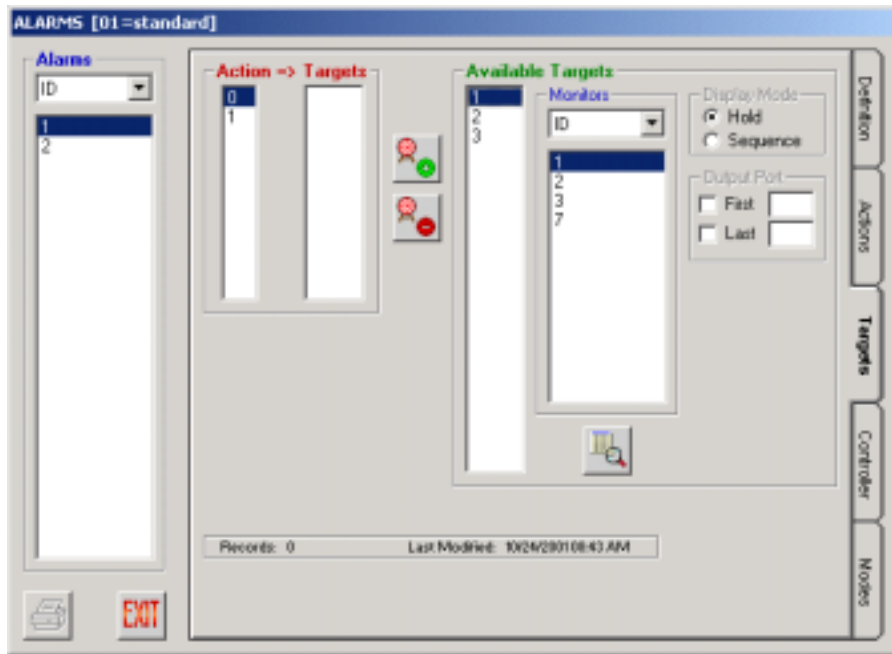 ALARMS [01=standard]
Alarms
ID
1
2
Action => Targets
0
1
Available Targets
1
2
3
Monitors
ID
1
2
3
7
Display Mode
Hold
Sequence
Output Port
First
Last
Records: 0 Last Modified: 10/24/2001 08:43 AM
EXIT
Definition
Actions
Targets
Controller
Modes